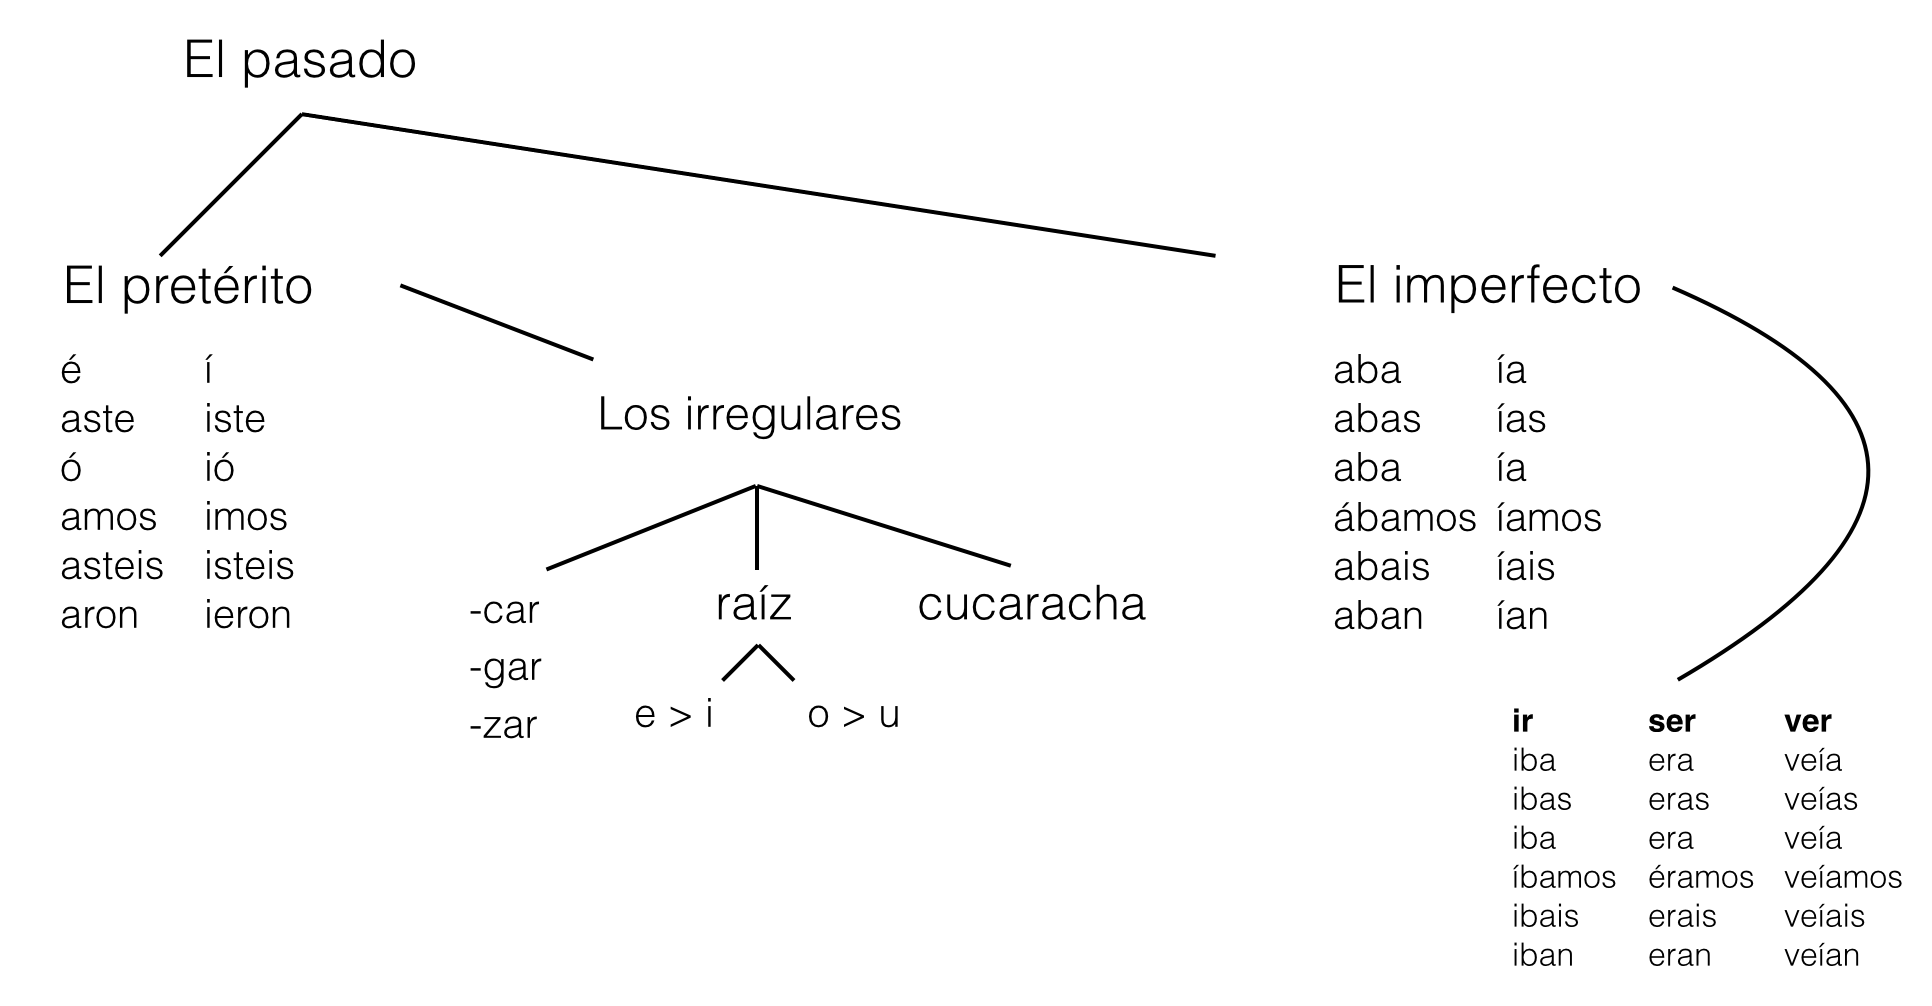 El pasado
El pretérito
é í
aste iste
ó ió
amos imos
asteis isteis
aron ieron
Los irregulares
-car
-gar
-zar
raíz
e > i
o > u
cucaracha
El imperfecto
aba ía
abas ías
aba ía
ábamos íamos
abais íais
aban ían
ir ser ver
iba era veía
ibas eras veías
iba era veía
íbamos éramos veíamos
ibais erais veíais
iban eran veían